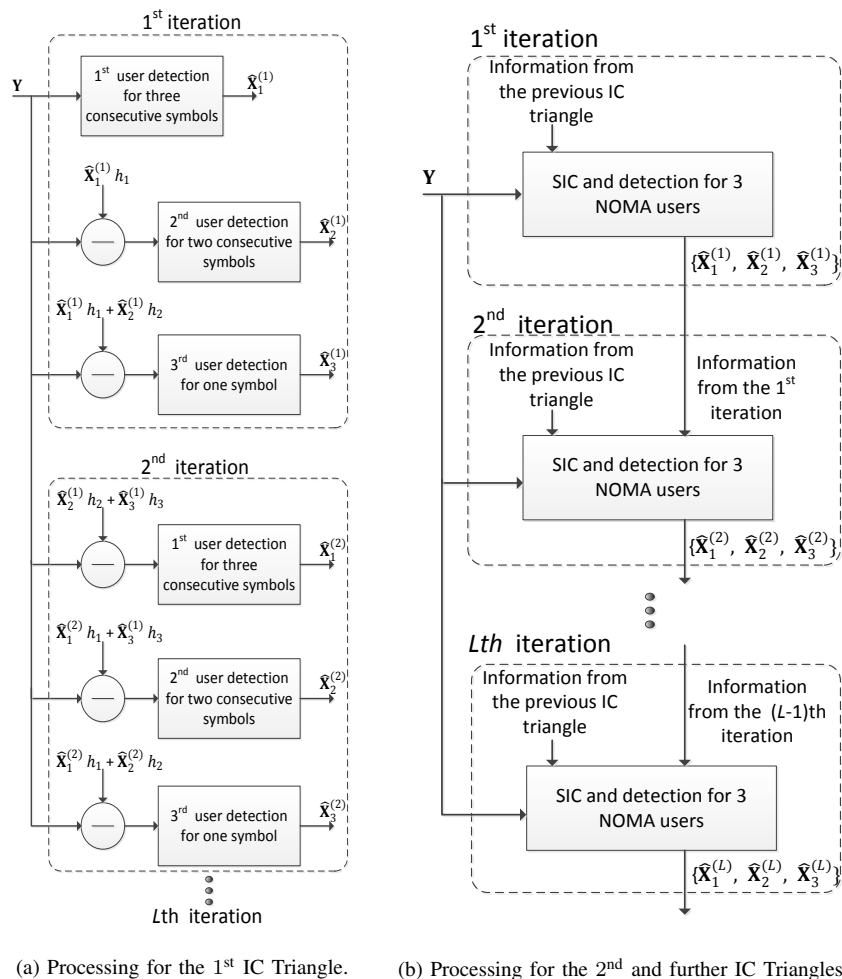 1st iteration
Y
1st user detection
for three
consecutive symbols
X̂₁⁽¹⁾
X̂₁⁽¹⁾ h₁
2nd user detection
for two consecutive
symbols
X̂₂⁽¹⁾
X̂₁⁽¹⁾ h₁ + X̂₂⁽¹⁾ h₂
3rd user detection
for one symbol
X̂₃⁽¹⁾
2nd iteration
X̂₂⁽¹⁾ h₂ + X̂₃⁽¹⁾ h₃
1st user detection
for three
consecutive symbols
X̂₁⁽²⁾
X̂₁⁽²⁾ h₁ + X̂₃⁽¹⁾ h₃
2nd user detection
for two consecutive
symbols
X̂₂⁽²⁾
X̂₁⁽²⁾ h₁ + X̂₂⁽²⁾ h₂
3rd user detection
for one symbol
X̂₃⁽²⁾
Lth iteration
(a) Processing for the 1st IC Triangle.
1st iteration
Information from
the previous IC
triangle
Y
SIC and detection for 3
NOMA users
{X̂₁⁽¹⁾, X̂₂⁽¹⁾, X̂₃⁽¹⁾}
2nd iteration
Information from
the previous IC
triangle
Information
from the 1st
iteration
SIC and detection for 3
NOMA users
{X̂₁⁽²⁾, X̂₂⁽²⁾, X̂₃⁽²⁾}
Lth iteration
Information from
the previous IC
triangle
Information
from the (L-1)th
iteration
SIC and detection for 3
NOMA users
{X̂₁⁽ᴸ⁾, X̂₂⁽ᴸ⁾, X̂₃⁽ᴸ⁾}
(b) Processing for the 2nd and further IC Triangles